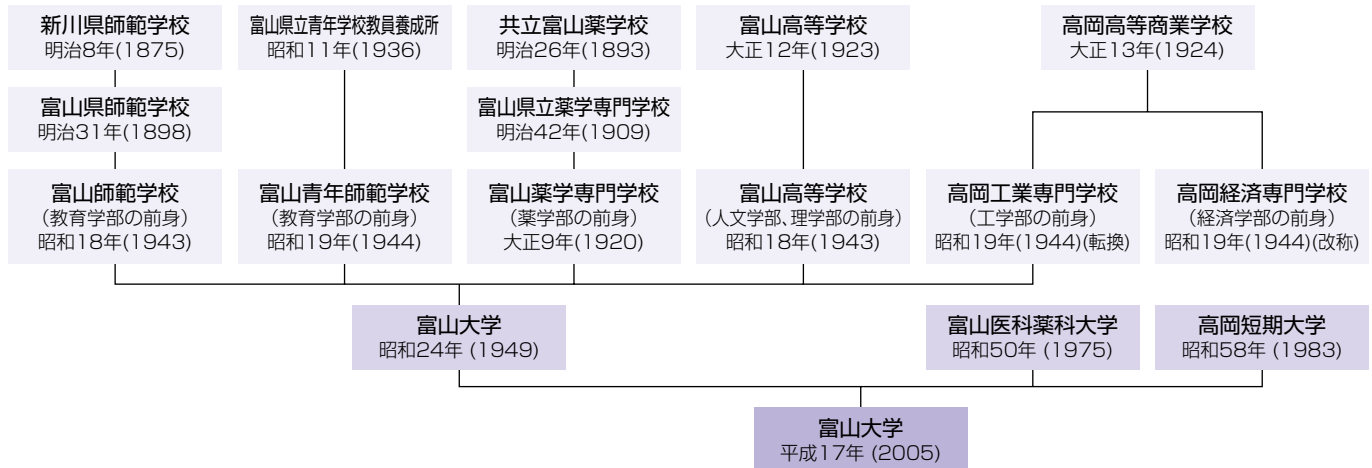 新川県師範学校
明治8年(1875)
富山県立青年学校教員養成所
昭和11年(1936)
共立富山薬学校
明治26年(1893)
富山高等学校
大正12年(1923)
高岡高等商業学校
大正13年(1924)
富山県師範学校
明治31年(1898)
富山県立薬学専門学校
明治42年(1909)
富山師範学校
(教育学部の前身)
昭和18年(1943)
富山青年師範学校
(教育学部の前身)
昭和19年(1944)
富山薬学専門学校
(薬学部の前身)
大正9年(1920)
富山高等学校
(人文学部、理学部の前身)
昭和18年(1943)
高岡工業専門学校
(工学部の前身)
昭和19年(1944)(転換)
高岡経済専門学校
(経済学部の前身)
昭和19年(1944)(改称)
富山大学
昭和24年 (1949)
富山医科薬科大学
昭和50年 (1975)
高岡短期大学
昭和58年 (1983)
富山大学
平成17年 (2005)